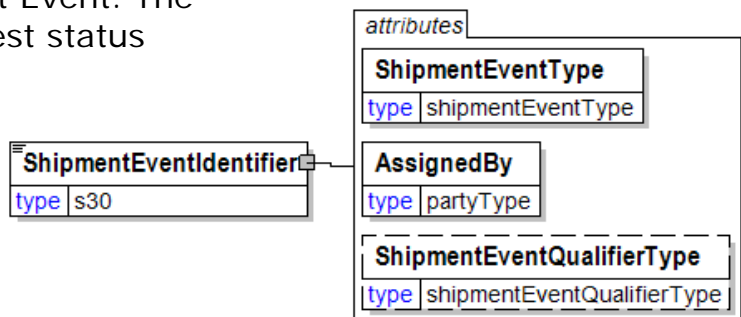 t Event. The
est status
attributes
ShipmentEventType
type shipmentEventType
ShipmentEventIdentifier
type s30
AssignedBy
type partyType
ShipmentEventQualifierType
type shipmentEventQualifierType